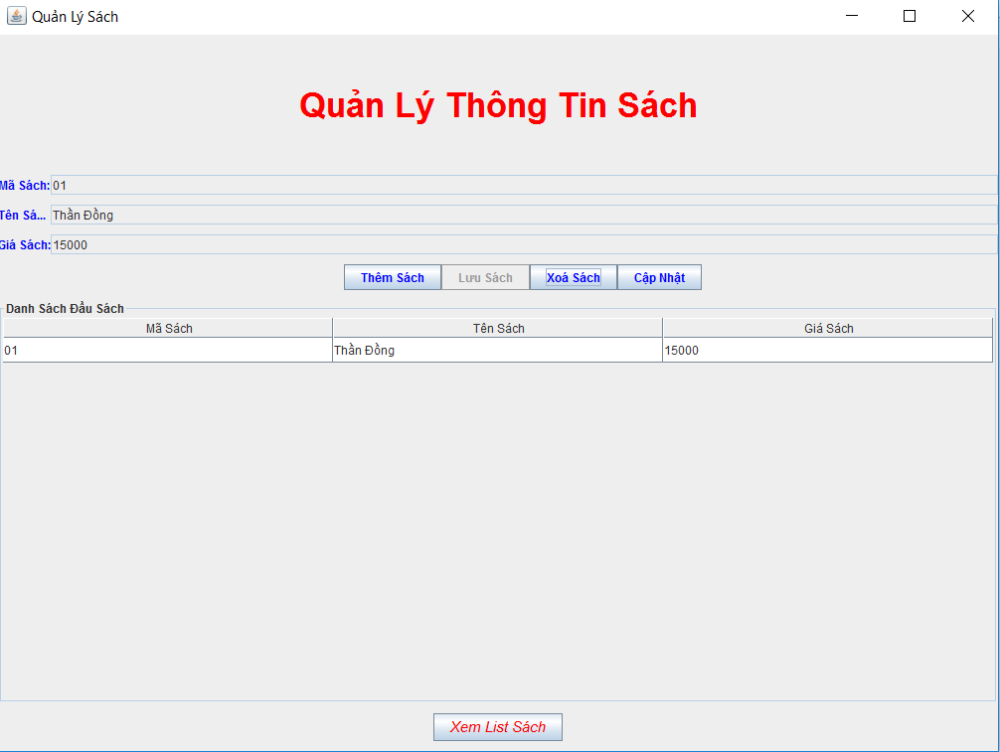 Quản Lý Sách
Quản Lý Thông Tin Sách
Mã Sách: 01
Tên Sá... Thần Đồng
Giá Sách: 15000
Thêm Sách Lưu Sách Xoá Sách Cập Nhật
Danh Sách Đầu Sách
Mã Sách Tên Sách Giá Sách
01 Thần Đồng 15000
Xem List Sách